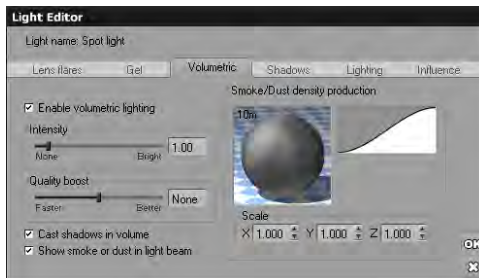 Light Editor
Light name: Spot light
Lens flares Gel Volumetric Shadows Lighting Influence
Enable volumetric lighting
Intensity
None Bright 1.00
Quality boost
Faster Better None
Cast shadows in volume
Show smoke or dust in light beam
Smoke/Dust density production
10m
Scale
X 1.000 Y 1.000 Z 1.000
OK